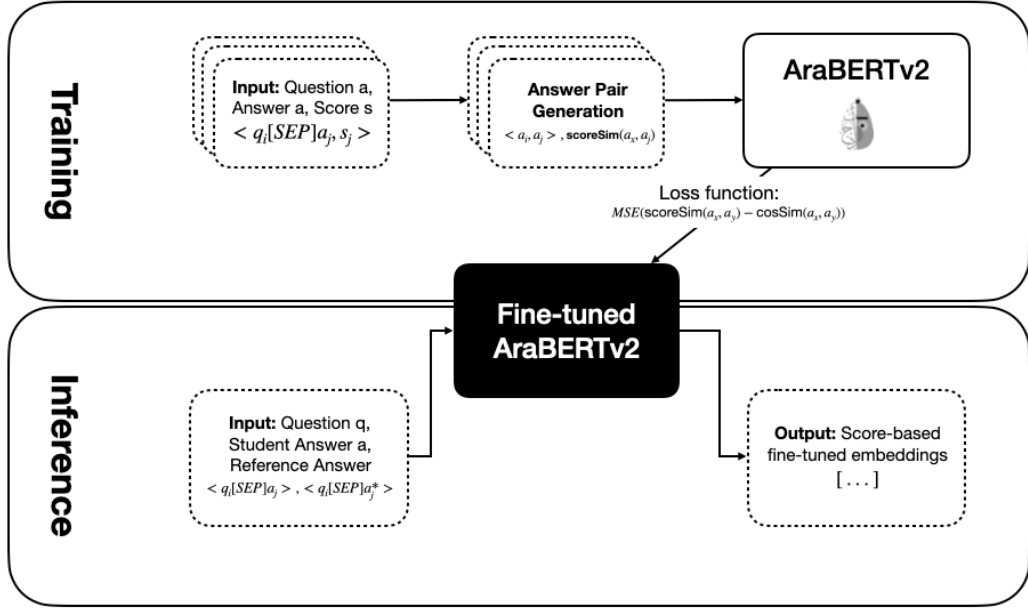 Training
Input: Question a,
Answer a, Score s
< q_i[SEP]a_j, s_j >
Answer Pair
Generation
< a_i, a_j > , scoreSim(a_x, a_j)
AraBERTv2
Loss function:
MSE(scoreSim(a_x, a_y) − cosSim(a_x, a_y))
Fine-tuned
AraBERTv2
Inference
Input: Question q,
Student Answer a,
Reference Answer
< q_i[SEP]a_j > , < q_i[SEP]a_j^* >
Output: Score-based
fine-tuned embeddings
[ . . . ]